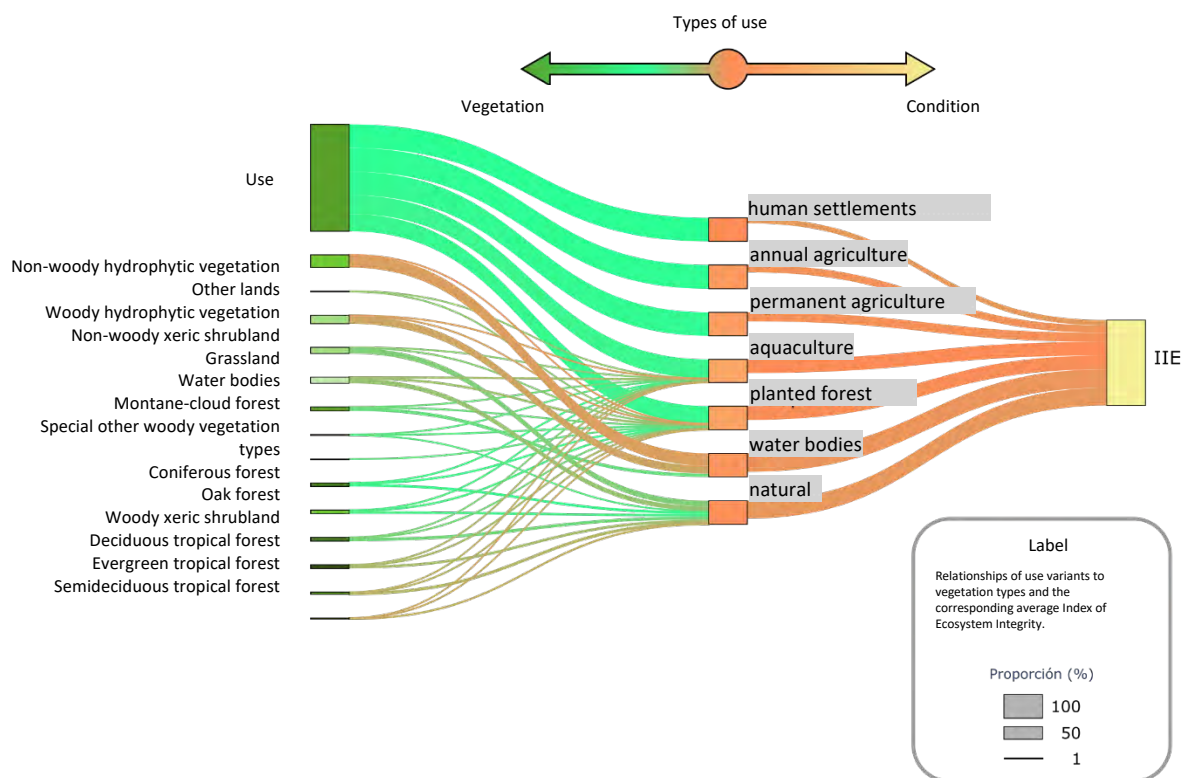 Types of use
Vegetation
Condition
Use
human settlements
Non-woody hydrophytic vegetation
annual agriculture
Other lands
permanent agriculture
Woody hydrophytic vegetation
Non-woody xeric shrubland
aquaculture
Grassland
IIE
Water bodies
planted forest
Montane-cloud forest
Special other woody vegetation
types
water bodies
Coniferous forest
natural
Oak forest
Woody xeric shrubland
Deciduous tropical forest
Evergreen tropical forest
Semideciduous tropical forest
Label
Relationships of use variants to
vegetation types and the
corresponding average Index of
Ecosystem Integrity.
Proporción (%)
100
50
1